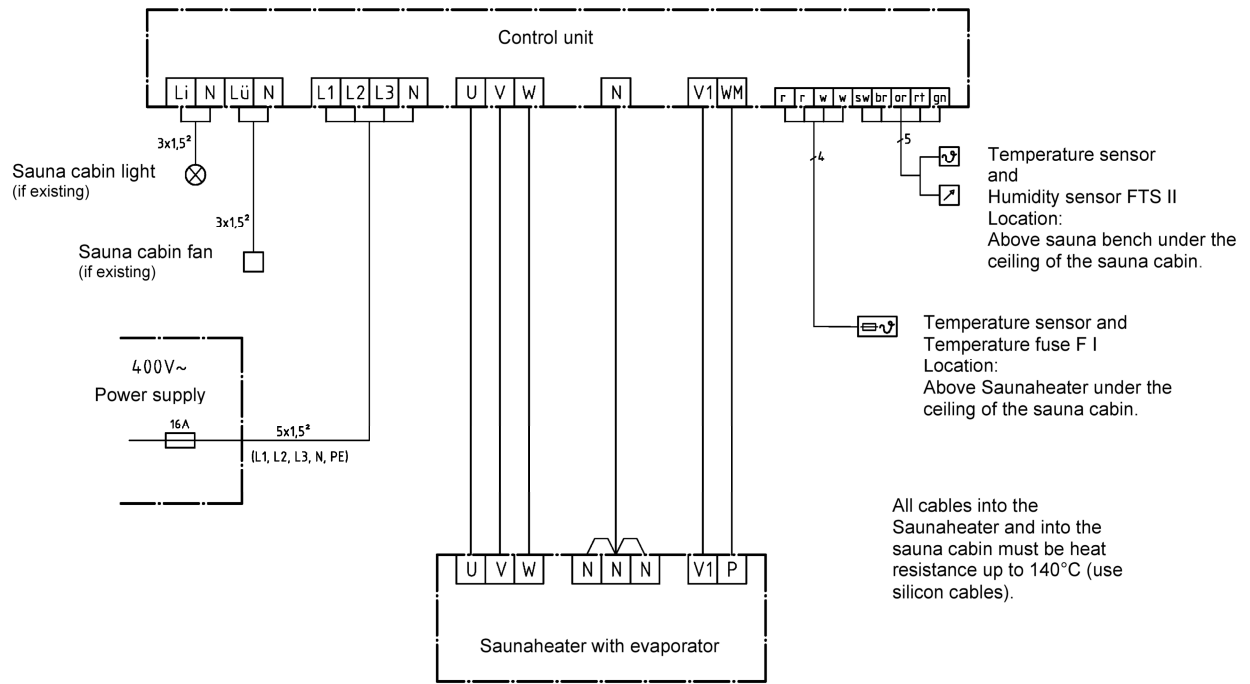 Control unit
Li N Lü N L1 L2 L3 N U V W N V1 WM r r w w sw br or rt gn
3x1,5²
Sauna cabin light
(if existing)
3x1,5²
Sauna cabin fan
(if existing)
4
5
Temperature sensor
and
Humidity sensor FTS II
Location:
Above sauna bench under the
ceiling of the sauna cabin.
Temperature sensor and
Temperature fuse F I
Location:
Above Saunaheater under the
ceiling of the sauna cabin.
400V~
Power supply
16A
5x1,5²
(L1, L2, L3, N, PE)
All cables into the
Saunaheater and into the
sauna cabin must be heat
resistance up to 140°C (use
silicon cables).
U V W N N N V1 P
Saunaheater with evaporator